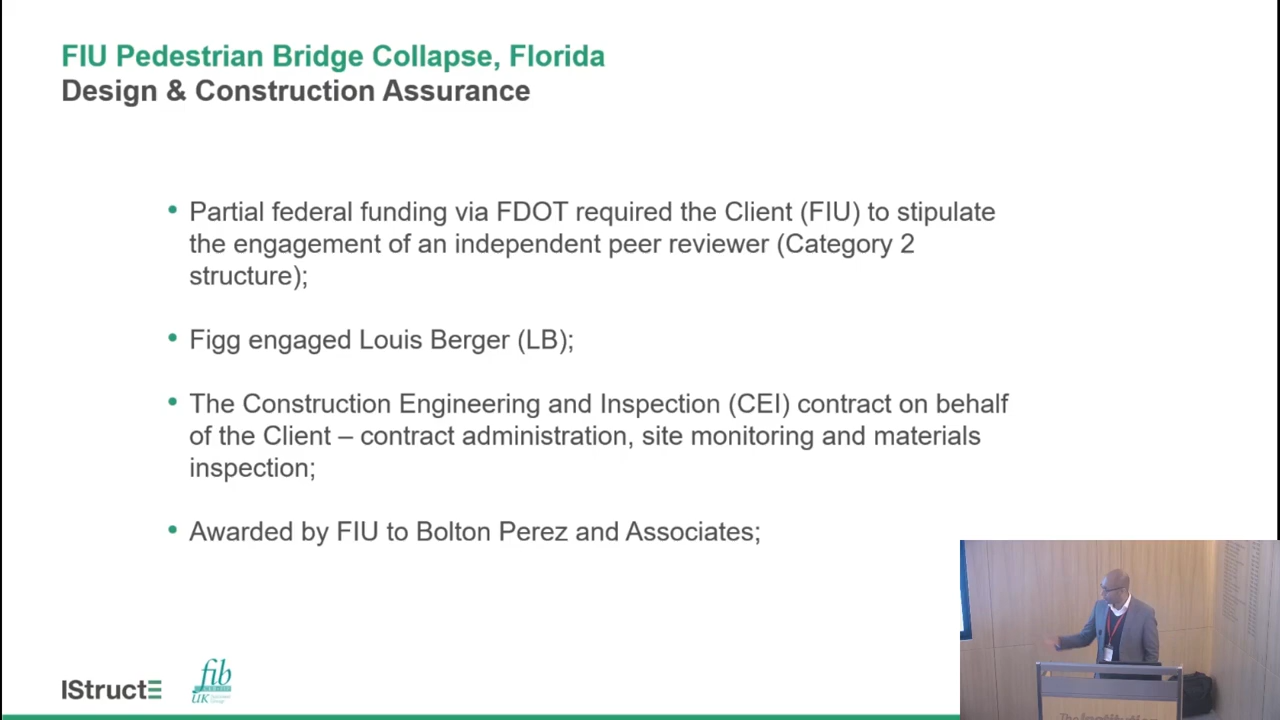 FIU Pedestrian Bridge Collapse, Florida
Design & Construction Assurance
• Partial federal funding via FDOT required the Client (FIU) to stipulate
the engagement of an independent peer reviewer (Category 2
structure);
• Figg engaged Louis Berger (LB);
• The Construction Engineering and Inspection (CEI) contract on behalf
of the Client – contract administration, site monitoring and materials
inspection;
• Awarded by FIU to Bolton Perez and Associates;
IStructE
fib
UK